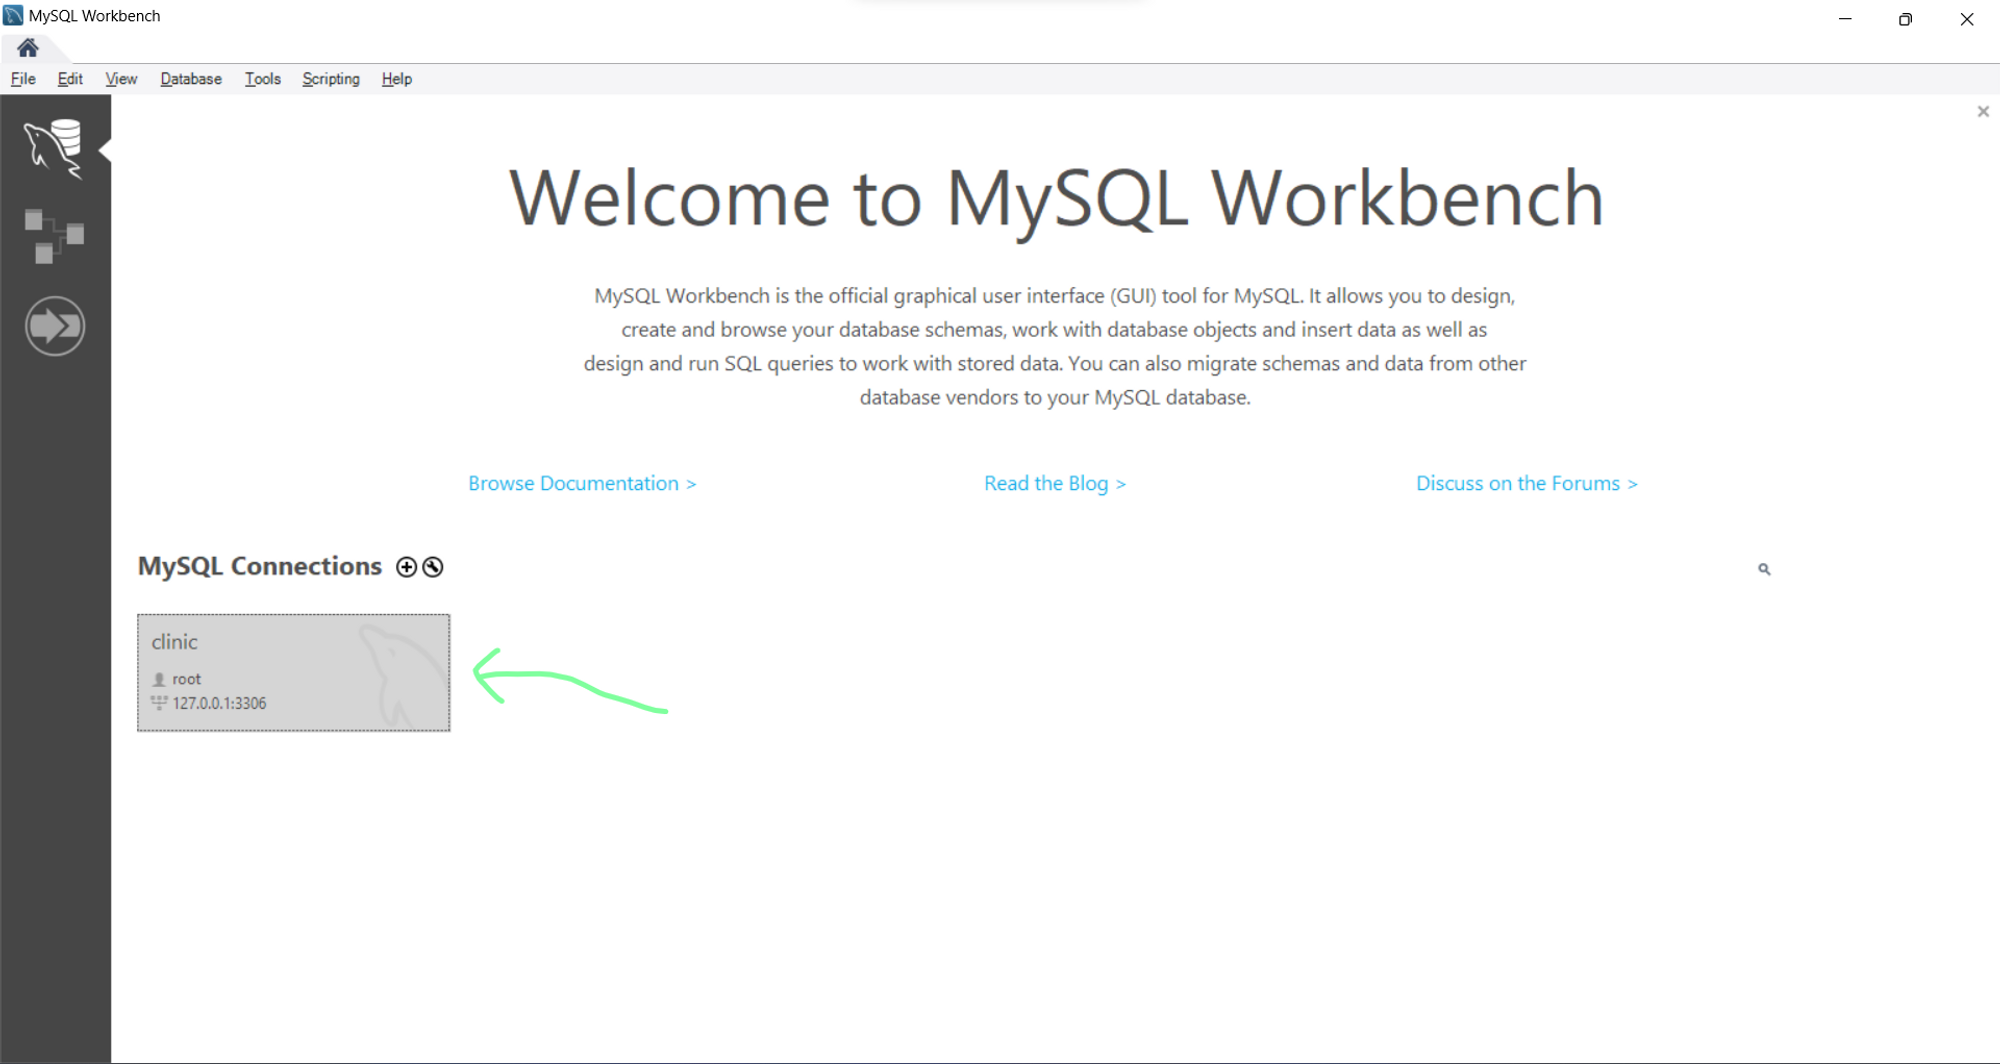 MySQL Workbench
File Edit View Database Tools Scripting Help
Welcome to MySQL Workbench
MySQL Workbench is the official graphical user interface (GUI) tool for MySQL. It allows you to design,
create and browse your database schemas, work with database objects and insert data as well as
design and run SQL queries to work with stored data. You can also migrate schemas and data from other
database vendors to your MySQL database.
Browse Documentation > Read the Blog > Discuss on the Forums >
MySQL Connections
clinic
root
127.0.0.1:3306